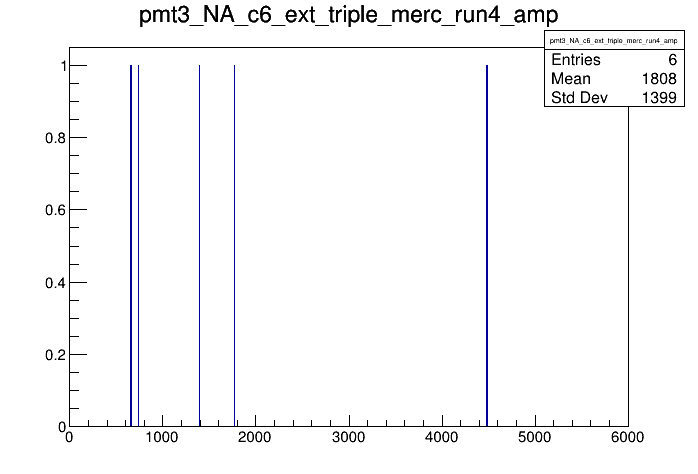 pmt3_NA_c6_ext_triple_merc_run4_amp
pmt3_NA_c6_ext_triple_merc_run4_amp
Entries 6
Mean 1808
Std Dev 1399
1
0.8
0.6
0.4
0.2
0
0 1000 2000 3000 4000 5000 6000